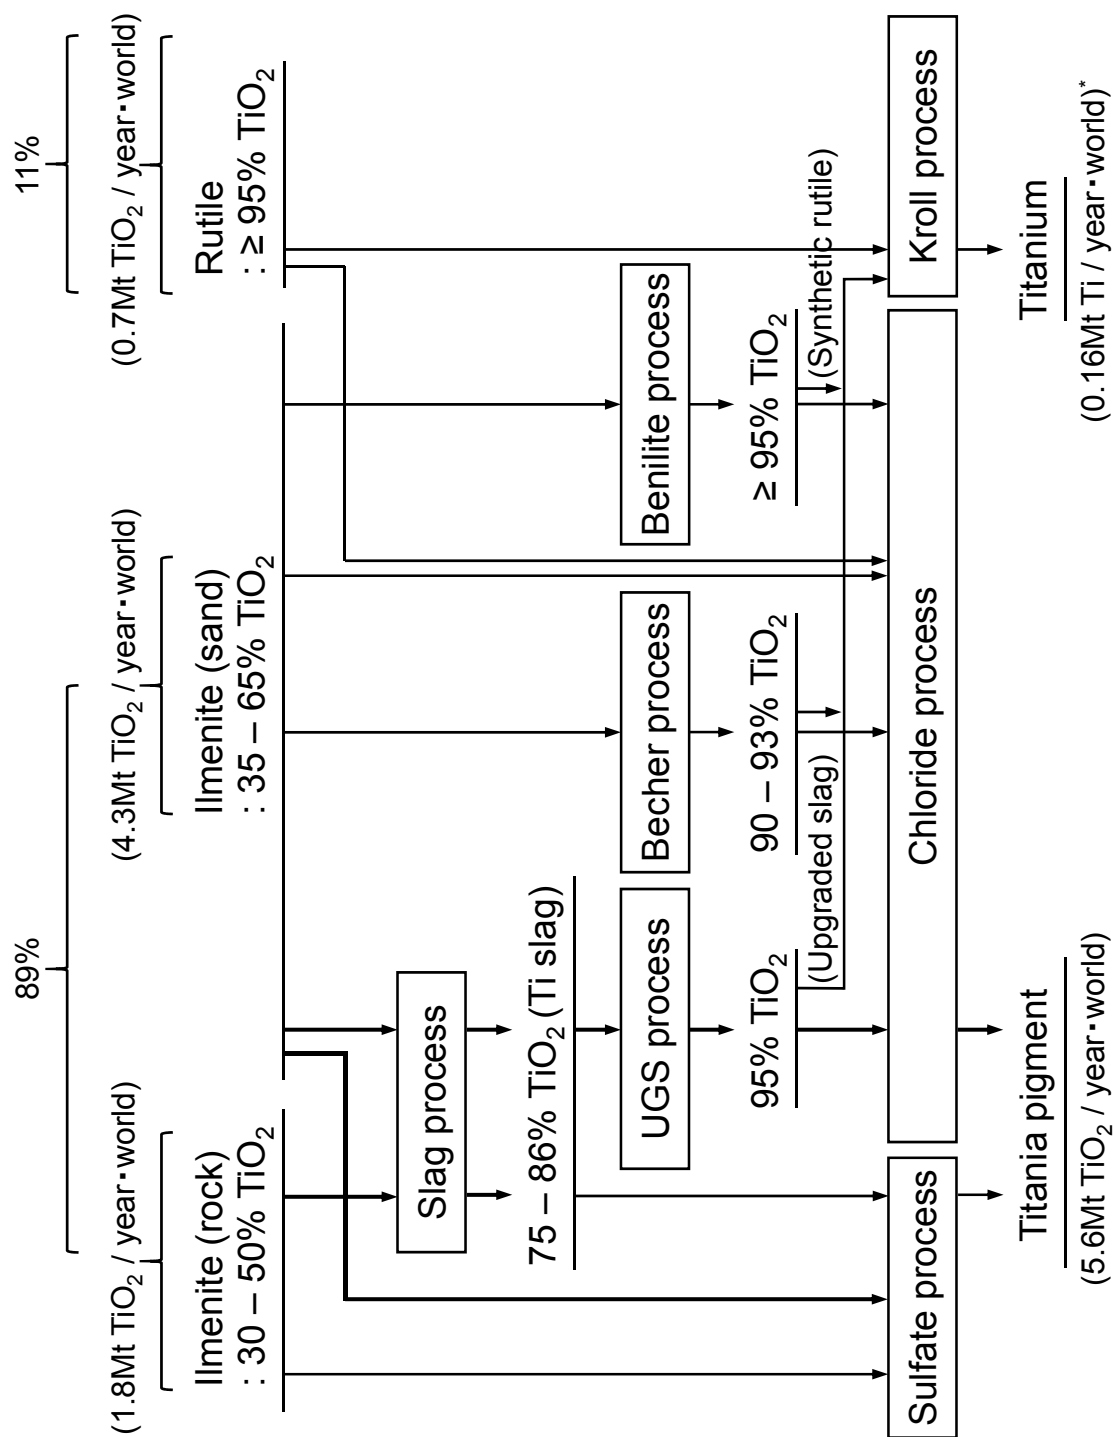 89%
11%
(1.8Mt TiO₂ / year·world)
(4.3Mt TiO₂ / year·world)
(0.7Mt TiO₂ / year·world)
Ilmenite (rock)
: 30 – 50% TiO₂
Ilmenite (sand)
: 35 – 65% TiO₂
Rutile
: ≥ 95% TiO₂
Slag process
75 – 86% TiO₂ (Ti slag)
UGS process
Becher process
Benilite process
95% TiO₂
90 – 93% TiO₂
≥ 95% TiO₂
(Upgraded slag)
(Synthetic rutile)
Sulfate process
Chloride process
Kroll process
Titania pigment
(5.6Mt TiO₂ / year·world)
Titanium
(0.16Mt Ti / year·world)*